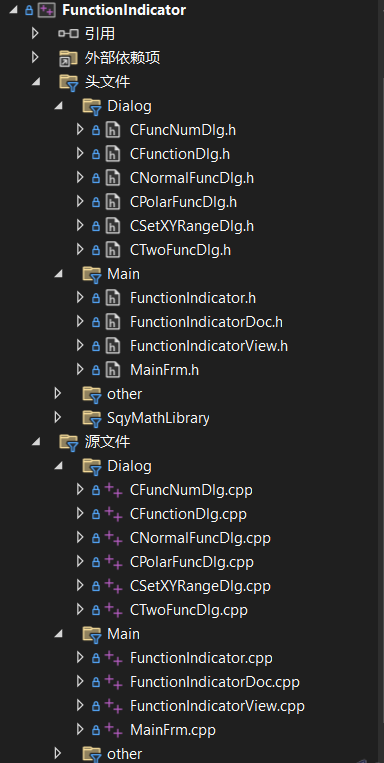 FunctionIndicator
引用
外部依赖项
头文件
Dialog
CFuncNumDlg.h
CFunctionDlg.h
CNormalFuncDlg.h
CPolarFuncDlg.h
CSetXYRangeDlg.h
CTwoFuncDlg.h
Main
FunctionIndicator.h
FunctionIndicatorDoc.h
FunctionIndicatorView.h
MainFrm.h
other
SqyMathLibrary
源文件
Dialog
CFuncNumDlg.cpp
CFunctionDlg.cpp
CNormalFuncDlg.cpp
CPolarFuncDlg.cpp
CSetXYRangeDlg.cpp
CTwoFuncDlg.cpp
Main
FunctionIndicator.cpp
FunctionIndicatorDoc.cpp
FunctionIndicatorView.cpp
MainFrm.cpp
other